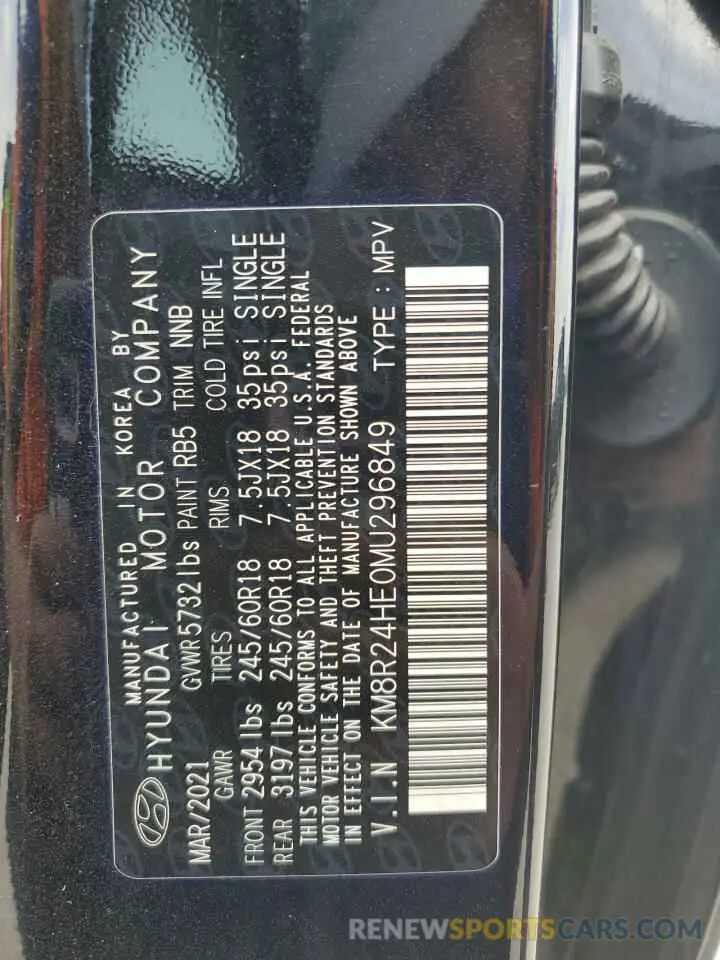 MANUFACTURED IN KOREA BY
HYUNDAI MOTOR COMPANY
MAR/2021 GVWR 5732 lbs PAINT RB5 TRIM NNB
GAWR TIRES RIMS COLD TIRE INFL
FRONT 2954 lbs 245/60R18 7.5JX18 35psi SINGLE
REAR 3197 lbs 245/60R18 7.5JX18 35psi SINGLE
THIS VEHICLE CONFORMS TO ALL APPLICABLE U.S.A. FEDERAL
MOTOR VEHICLE SAFETY AND THEFT PREVENTION STANDARDS
IN EFFECT ON THE DATE OF MANUFACTURE SHOWN ABOVE
V.I.N KM8R24HE0MU296849 TYPE : MPV
RENEWSPORTSCARS.COM